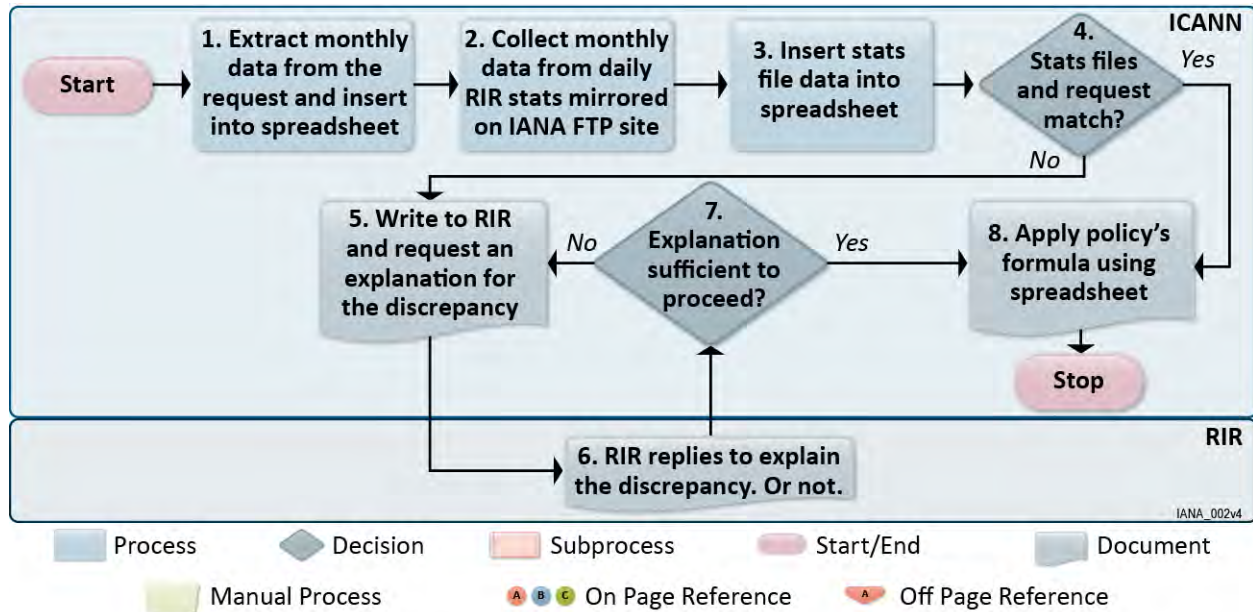 ICANN
Start
1. Extract monthly
data from the
request and insert
into spreadsheet
2. Collect monthly
data from daily
RIR stats mirrored
on IANA FTP site
3. Insert stats
file data into
spreadsheet
4.
Stats files
and request
match?
Yes
No
5. Write to RIR
and request an
explanation for
the discrepancy
No
7.
Explanation
sufficient to
proceed?
Yes
8. Apply policy's
formula using
spreadsheet
Stop
RIR
6. RIR replies to explain
the discrepancy. Or not.
IANA_002v4
Process
Decision
Subprocess
Start/End
Document
Manual Process
A B C On Page Reference
A Off Page Reference